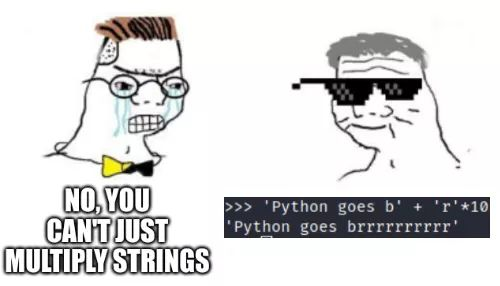 NO, YOU
CAN'T JUST
MULTIPLY STRINGS
>>> 'Python goes b' + 'r'*10
'Python goes brrrrrrrrrr'